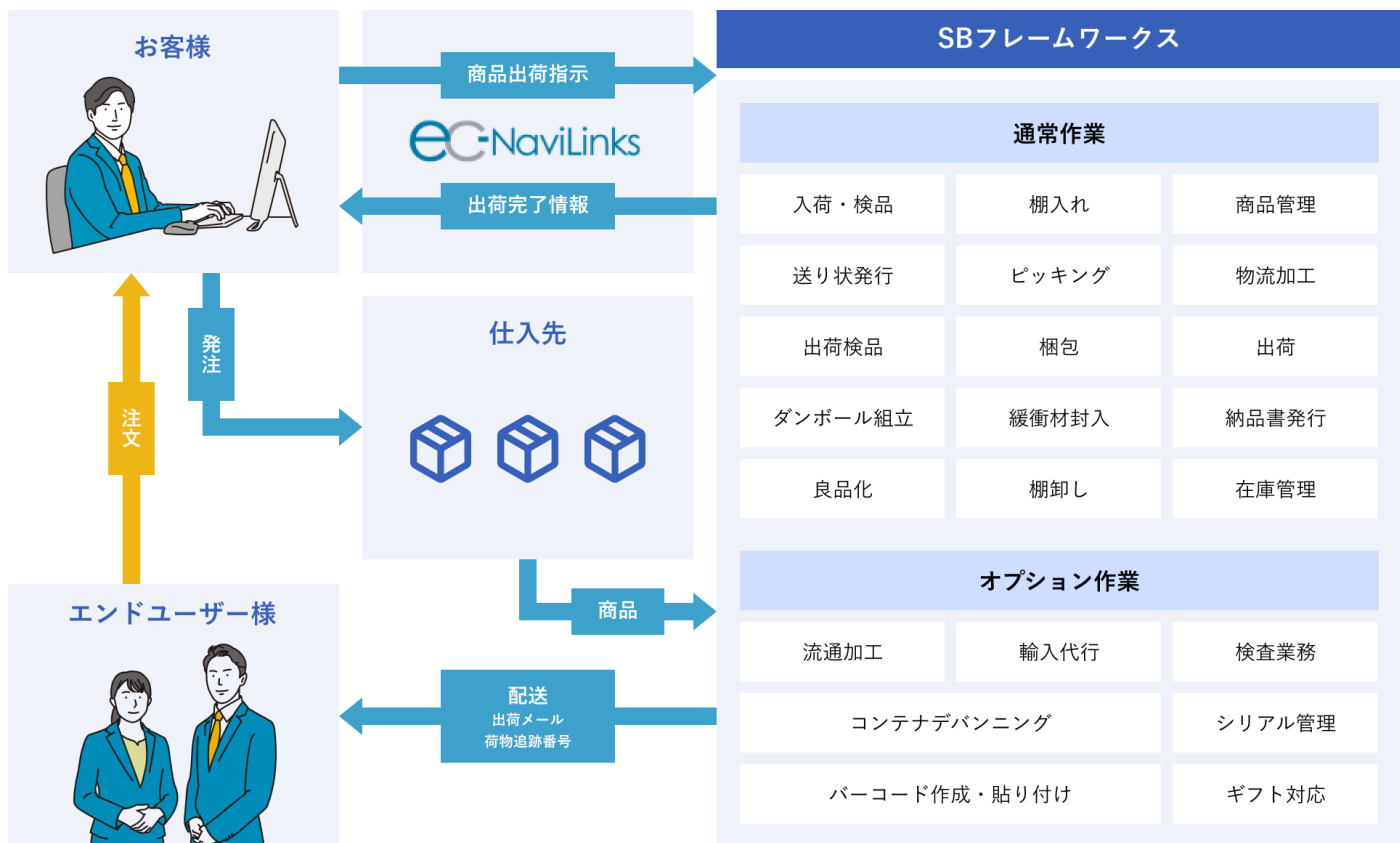 お客様
商品出荷指示
eC-NaviLinks
出荷完了情報
発注
注文
仕入先
商品
エンドユーザー様
配送
出荷メール
荷物追跡番号
SBフレームワークス
通常作業
入荷・検品 棚入れ 商品管理
送り状発行 ピッキング 物流加工
出荷検品 梱包 出荷
ダンボール組立 緩衝材封入 納品書発行
良品化 棚卸し 在庫管理
オプション作業
流通加工 輸入代行 検査業務
コンテナデバンニング シリアル管理
バーコード作成・貼り付け ギフト対応